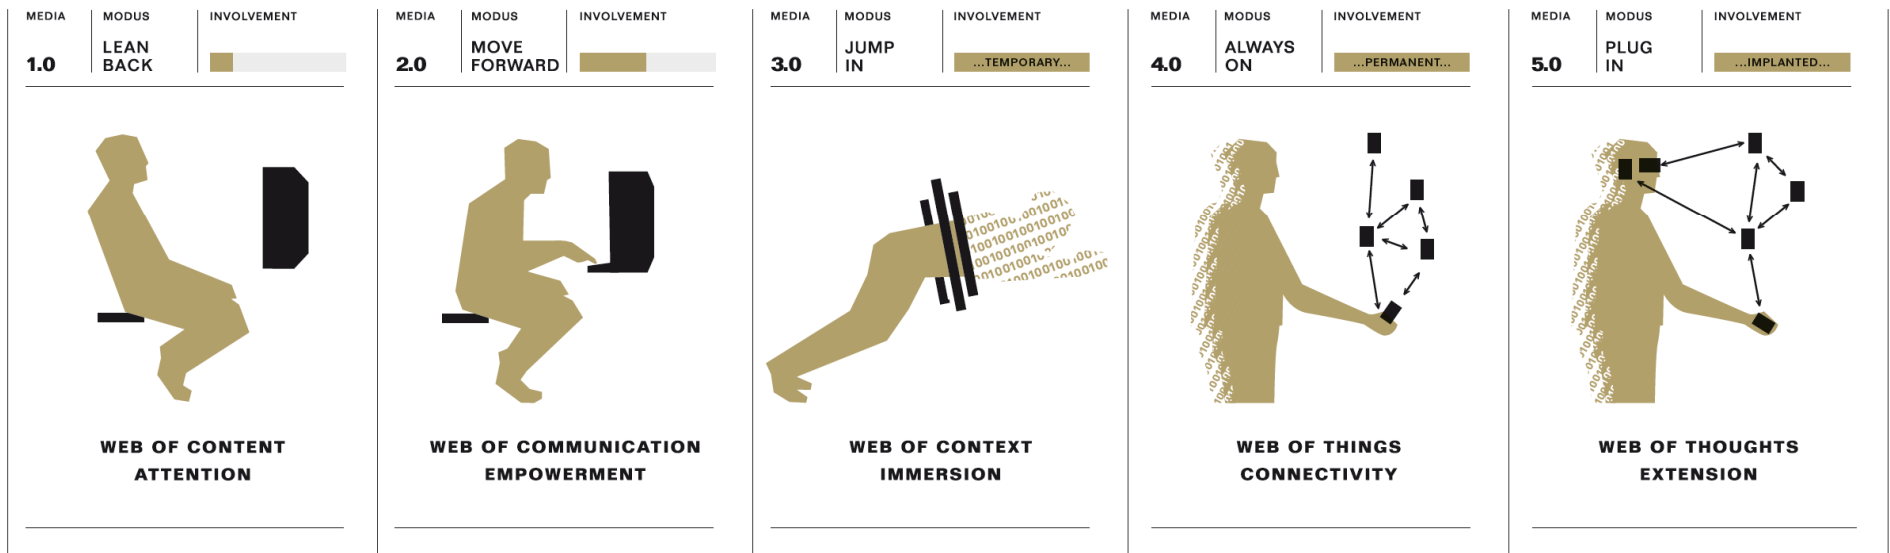 MEDIA
MODUS
INVOLVEMENT
1.0
LEAN
BACK
WEB OF CONTENT
ATTENTION
MEDIA
MODUS
INVOLVEMENT
2.0
MOVE
FORWARD
WEB OF COMMUNICATION
EMPOWERMENT
MEDIA
MODUS
INVOLVEMENT
3.0
JUMP
IN
...TEMPORARY...
WEB OF CONTEXT
IMMERSION
MEDIA
MODUS
INVOLVEMENT
4.0
ALWAYS
ON
...PERMANENT...
WEB OF THINGS
CONNECTIVITY
MEDIA
MODUS
INVOLVEMENT
5.0
PLUG
IN
...IMPLANTED...
WEB OF THOUGHTS
EXTENSION